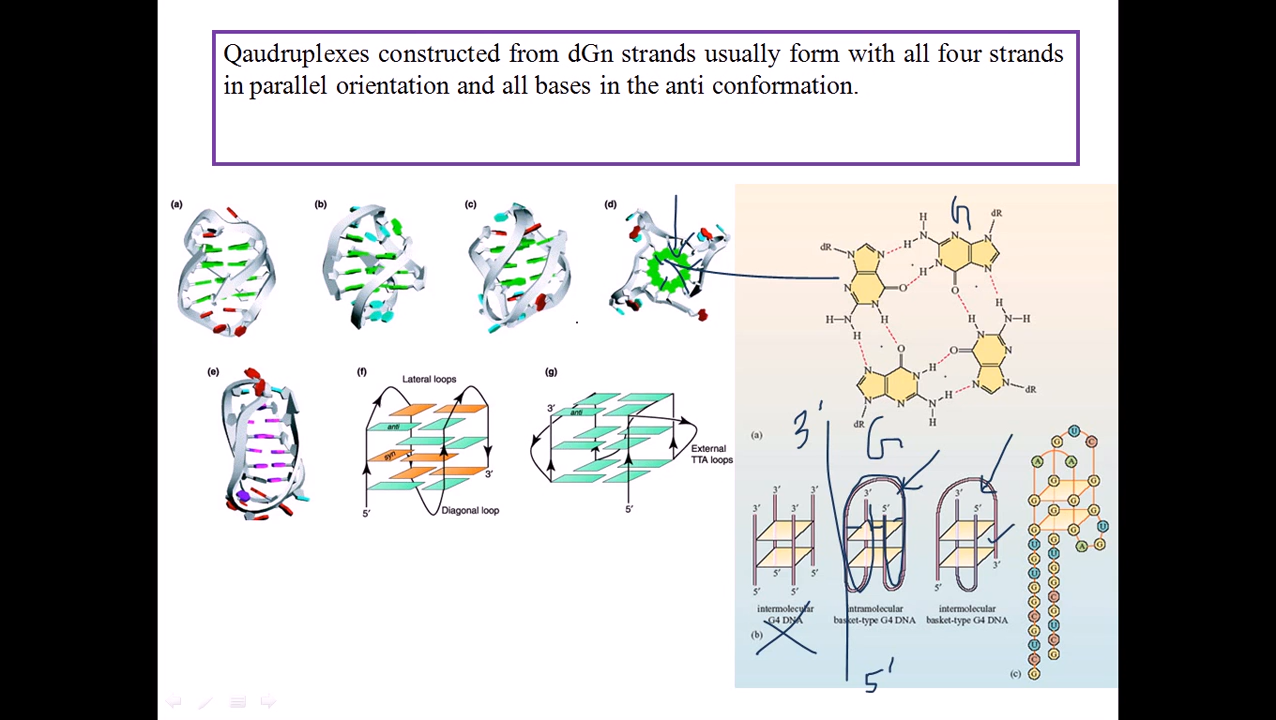 Qaudruplexes constructed from dGn strands usually form with all four strands
in parallel orientation and all bases in the anti conformation.
(a)
(b)
(c)
(d)
(e)
(f)
Lateral loops
anti
syn
3′
5′
Diagonal loop
(g)
3′
anti
External
TTA loops
5′
G
H
dR
dR
H
N
N
N
N
N
H
N
N
N
O
O
N
H
H
N
N
H
H
H
N
H
H
N
O
O
N
N
H
N
N
N
dR
N
N
H
N
H
dR
H
(a)
3'
G
5'
3′
3′
3′
3′
5′
5′
5′
5′
intermolecular
G4 DNA
3′
5′
intramolecular
basket-type G4 DNA
3′
5′
3′
5′
intermolecular
basket-type G4 DNA
(b)
U
G
C
A
A
G
G
G
G
G
G
G
G
U
A
G
U
G
U
G
G
C
U
C
G
U
G
C
G
U
C
G
(c)